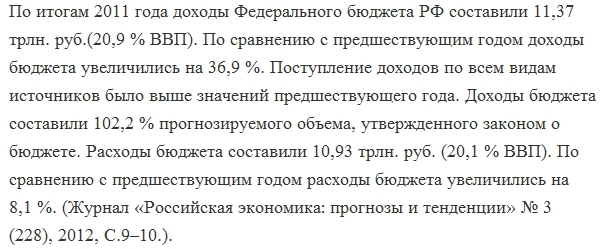 По итогам 2011 года доходы Федерального бюджета РФ составили 11,37
трлн. руб.(20,9 % ВВП). По сравнению с предшествующим годом доходы
бюджета увеличились на 36,9 %. Поступление доходов по всем видам
источников было выше значений предшествующего года. Доходы бюджета
составили 102,2 % прогнозируемого объема, утвержденного законом о
бюджете. Расходы бюджета составили 10,93 трлн. руб. (20,1 % ВВП). По
сравнению с предшествующим годом расходы бюджета увеличились на
8,1 %. (Журнал «Российская экономика: прогнозы и тенденции» № 3
(228), 2012, С.9–10.).